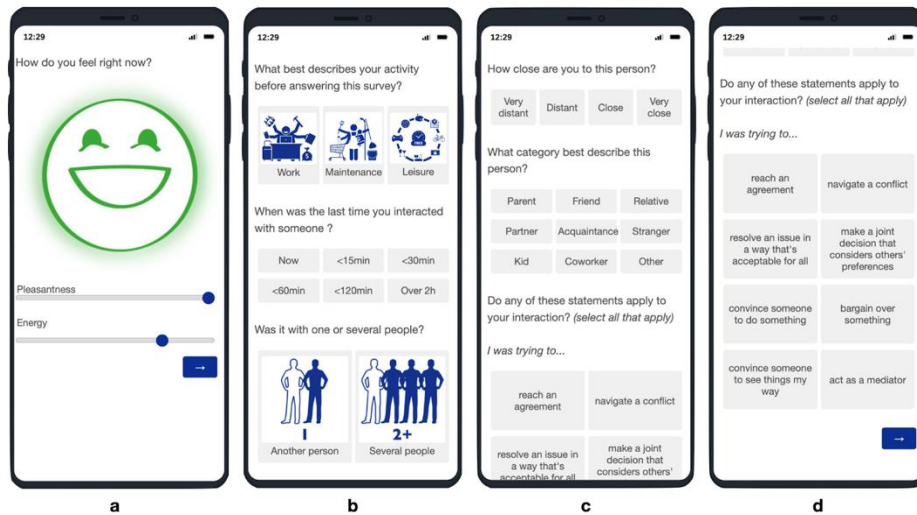 12:29
How do you feel right now?
Pleasantness
Energy
→
a
12:29
What best describes your activity
before answering this survey?
Work
Maintenance
Leisure
When was the last time you interacted
with someone ?
Now
<15min
<30min
<60min
<120min
Over 2h
Was it with one or several people?
1
Another person
2+
Several people
b
12:29
How close are you to this person?
Very
distant
Distant
Close
Very
close
What category best describe this
person?
Parent
Friend
Relative
Partner
Acquaintance
Stranger
Kid
Coworker
Other
Do any of these statements apply to
your interaction? (select all that apply)
I was trying to...
reach an
agreement
navigate a conflict
resolve an issue in
a way that's
acceptable for all
make a joint
decision that
considers others'
c
12:29
Do any of these statements apply to
your interaction? (select all that apply)
I was trying to...
reach an
agreement
navigate a conflict
resolve an issue in
a way that's
acceptable for all
make a joint
decision that
considers others'
preferences
convince someone
to do something
bargain over
something
convince someone
to see things my
way
act as a mediator
→
d